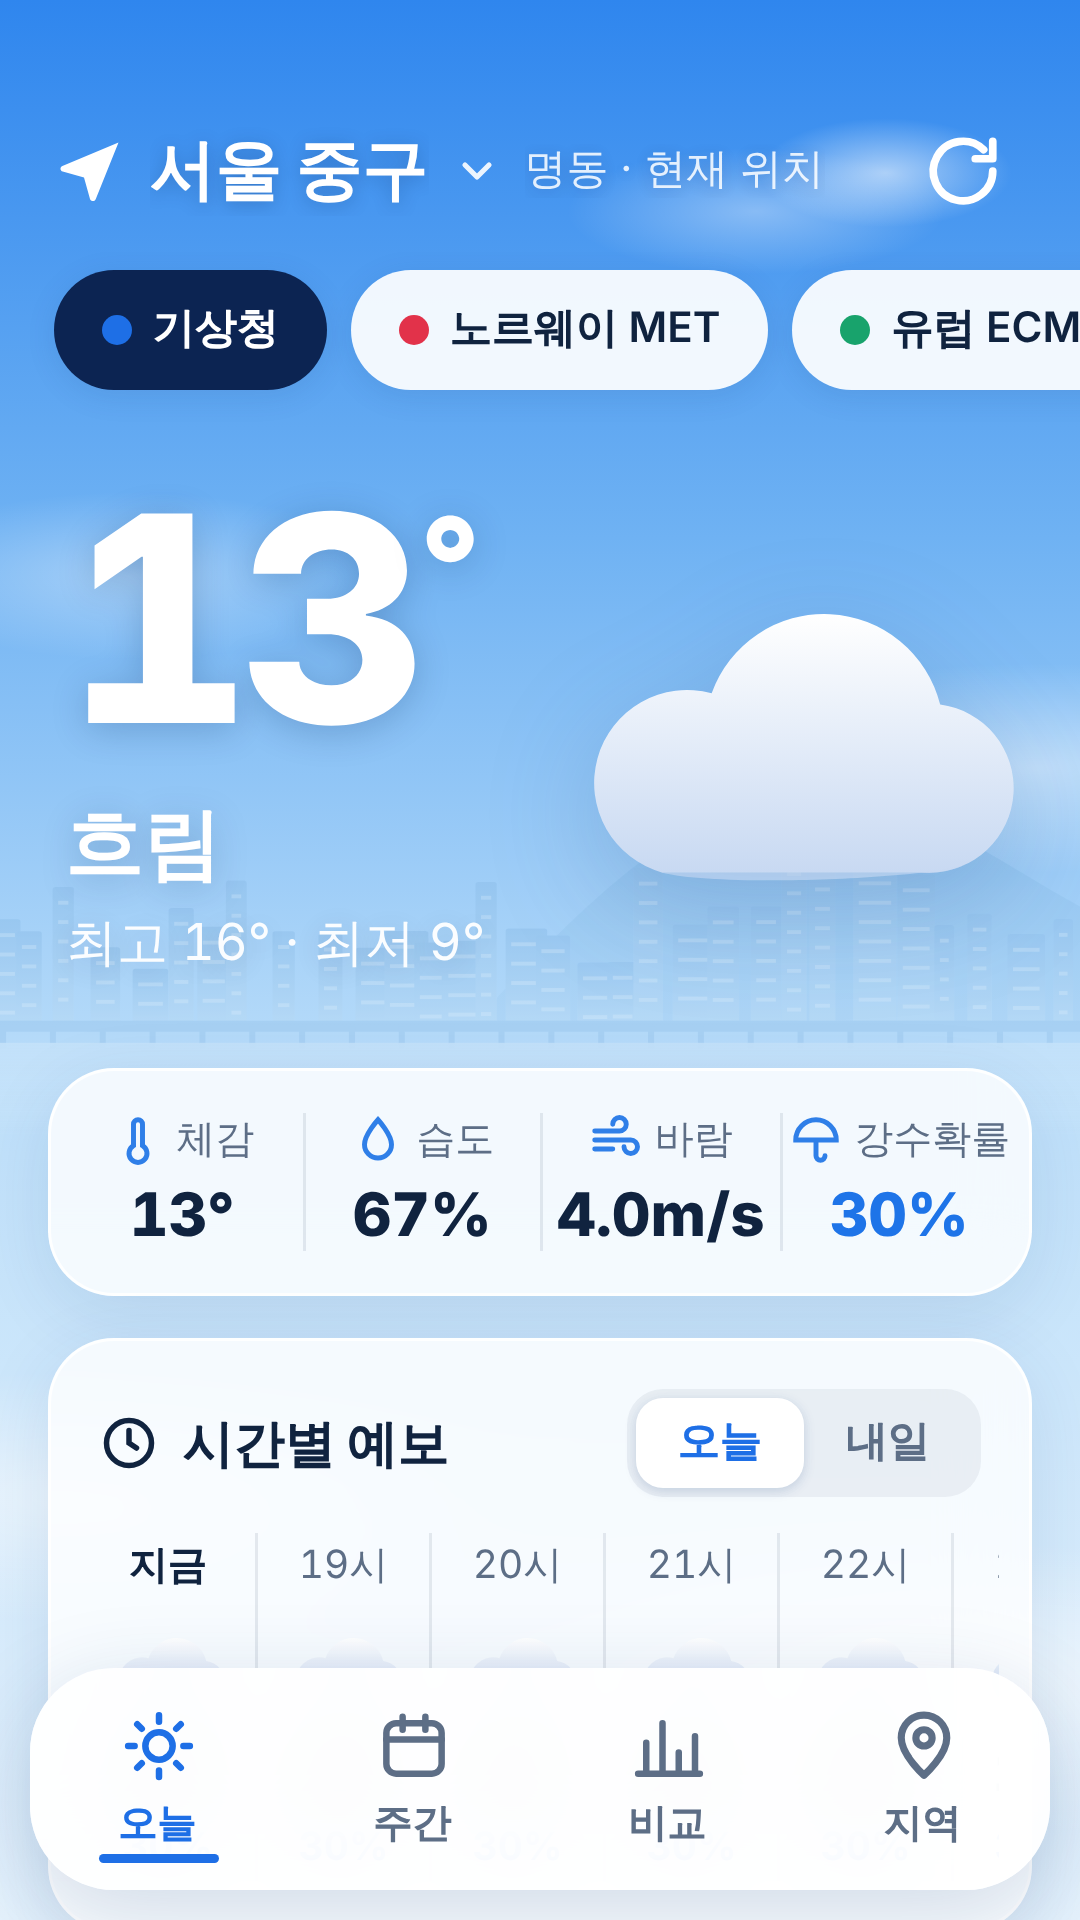 서울 중구 명동 · 현재 위치
기상청 노르웨이 MET 유럽 ECM
13°
흐림
최고 16° · 최저 9°
체감 습도 바람 강수확률
13° 67% 4.0m/s 30%
시간별 예보 오늘 내일
지금 19시 20시 21시 22시
30% 30% 30% 30%
오늘 주간 비교 지역